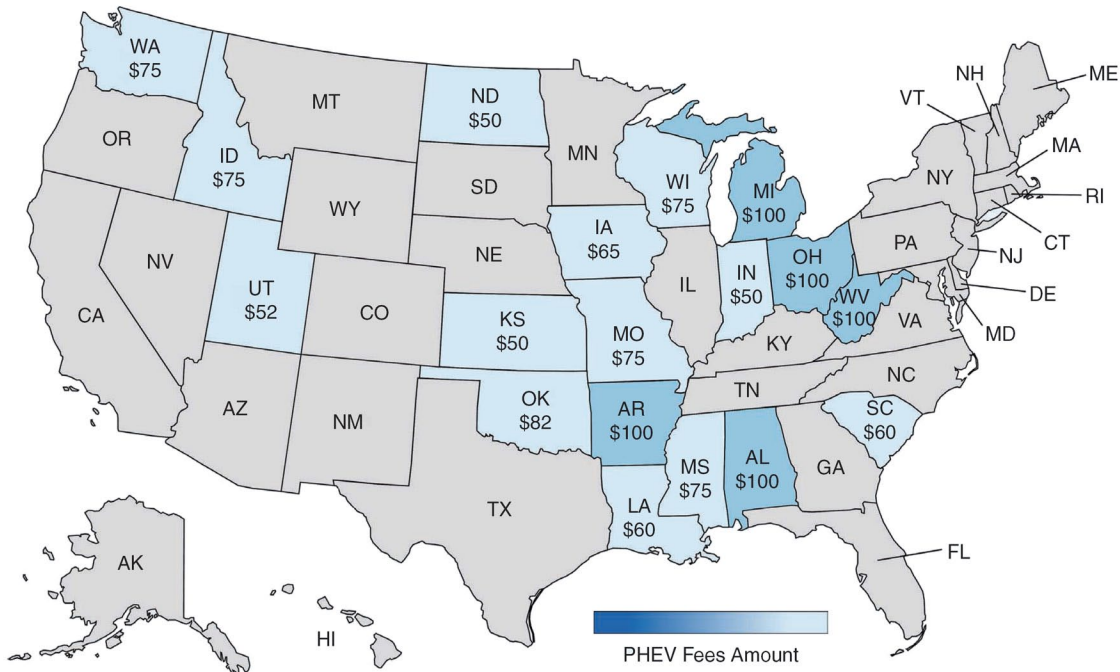 WA
$75
MT
ND
$50
MN
NH
ME
VT
OR
ID
$75
SD
WI
$75
MI
$100
NY
MA
RI
WY
IA
$65
NE
PA
CT
NJ
NV
UT
$52
CO
IL
IN
$50
OH
$100
WV
$100
DE
MD
CA
KS
$50
MO
$75
KY
VA
AZ
NM
OK
$82
AR
$100
TN
NC
SC
$60
MS
$75
AL
$100
GA
TX
LA
$60
FL
AK
HI
PHEV Fees Amount